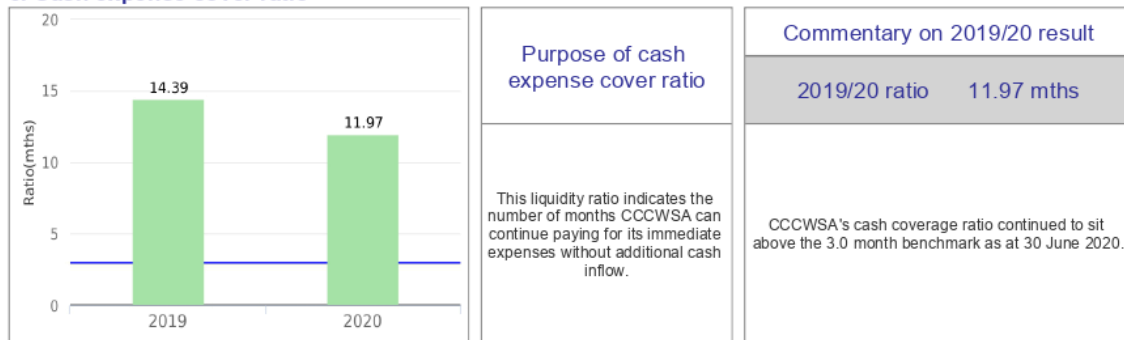 20
15
10
5
0
Ratio(mths)
14.39
11.97
2019
2020
Purpose of cash
expense cover ratio
This liquidity ratio indicates the
number of months CCCWSA can
continue paying for its immediate
expenses without additional cash
inflow.
Commentary on 2019/20 result
2019/20 ratio 11.97 mths
CCCWSA's cash coverage ratio continued to sit
above the 3.0 month benchmark as at 30 June 2020.